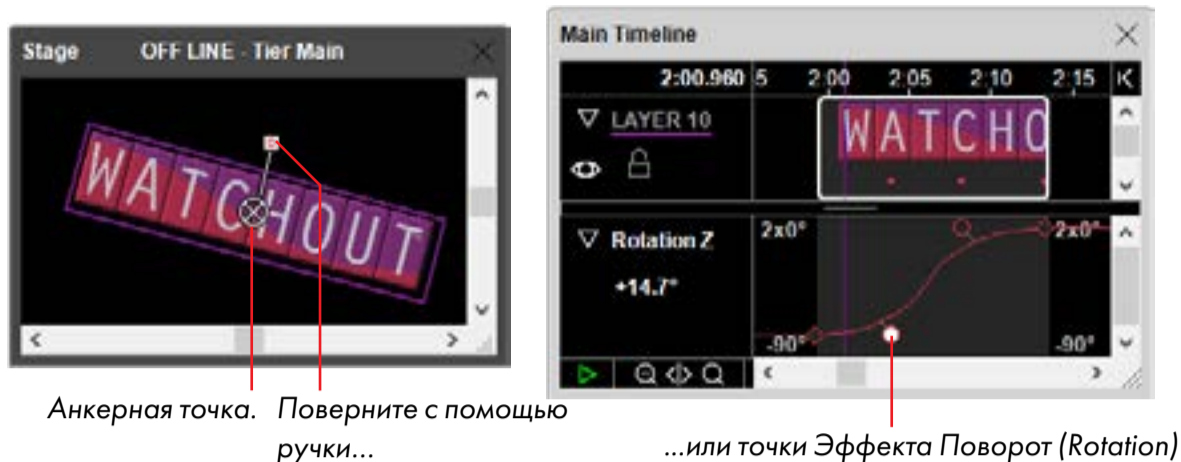 Stage OFF LINE - Tier Main
WATCHOUT
Main Timeline
2:00.960 5 2:00 2:05 2:10 2:15
LAYER 10
WATCHO
Rotation Z 2x0° 2x0°
+14.7°
-90° -90°
Анкерная точка. Поверните с помощью
ручки...
...или точки Эффекта Поворот (Rotation)